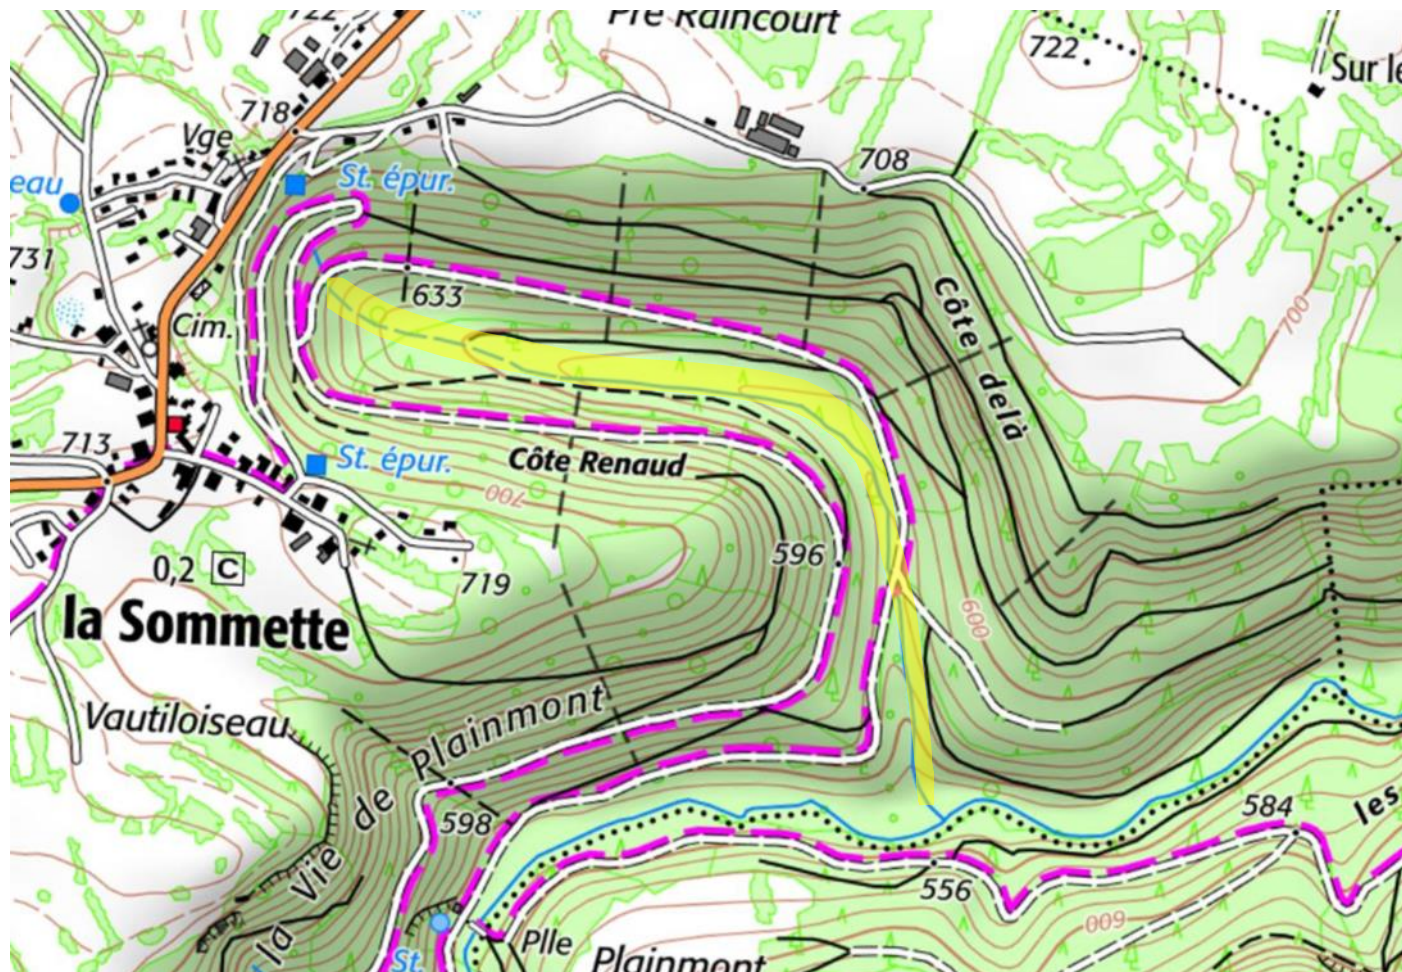 722
Pré Raincourt
722
Sur le
718
Vge
708
eau
St. épur.
731
633
Côte delà
700
Cim.
713
St. épur.
Côte Renaud
700
596
0,2 C
719
600
la Sommette
Vautiloiseau
la Vie de Plainmont
598
584
les
556
600
Plle
Plainmont
St.